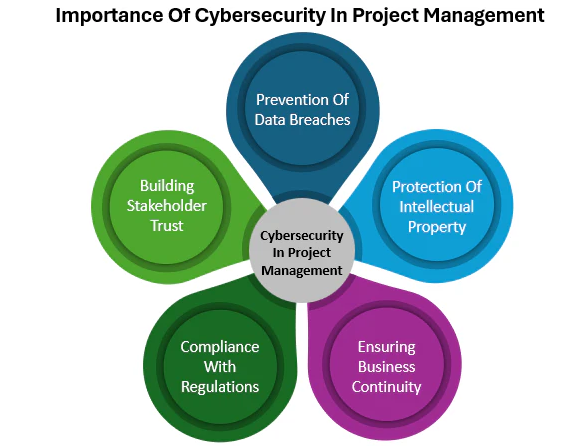 Importance Of Cybersecurity In Project Management
Prevention Of
Data Breaches
Protection Of
Intellectual
Property
Ensuring
Business
Continuity
Compliance
With
Regulations
Building
Stakeholder
Trust
Cybersecurity
In Project
Management